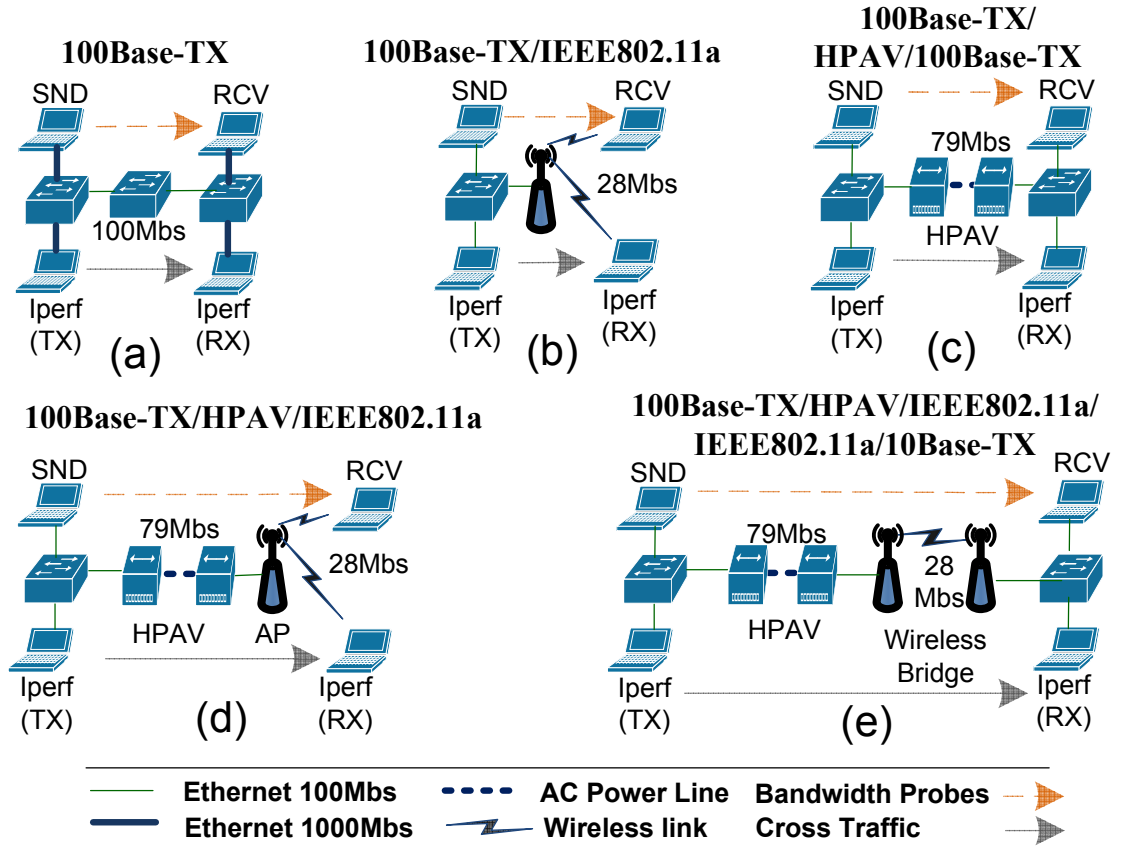 100Base-TX
SND
RCV
100Mbs
Iperf
(TX)
Iperf
(RX)
(a)
100Base-TX/IEEE802.11a
SND
RCV
28Mbs
Iperf
(TX)
Iperf
(RX)
(b)
100Base-TX/
HPAV/100Base-TX
SND
RCV
79Mbs
HPAV
Iperf
(TX)
Iperf
(RX)
(c)
100Base-TX/HPAV/IEEE802.11a
SND
RCV
79Mbs
28Mbs
HPAV
AP
Iperf
(TX)
Iperf
(RX)
(d)
100Base-TX/HPAV/IEEE802.11a/
IEEE802.11a/10Base-TX
SND
RCV
79Mbs
28
Mbs
HPAV
Wireless
Bridge
Iperf
(TX)
Iperf
(RX)
(e)
Ethernet 100Mbs
AC Power Line
Bandwidth Probes
Ethernet 1000Mbs
Wireless link
Cross Traffic